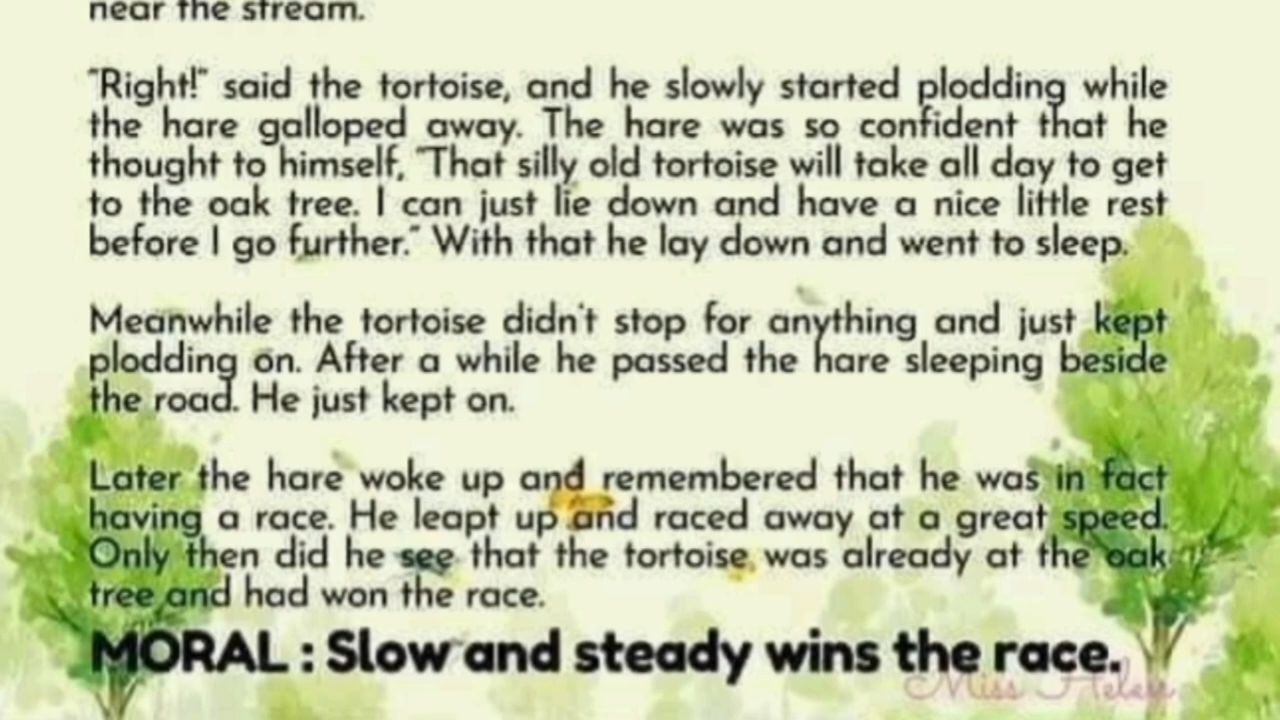 near the stream.
"Right!" said the tortoise, and he slowly started plodding while
the hare galloped away. The hare was so confident that he
thought to himself, "That silly old tortoise will take all day to get
to the oak tree. I can just lie down and have a nice little rest
before I go further." With that he lay down and went to sleep.
Meanwhile the tortoise didn't stop for anything and just kept
plodding on. After a while he passed the hare sleeping beside
the road. He just kept on.
Later the hare woke up and remembered that he was in fact
having a race. He leapt up and raced away at a great speed.
Only then did he see that the tortoise was already at the oak
tree and had won the race.
MORAL : Slow and steady wins the race.
Miss Helen